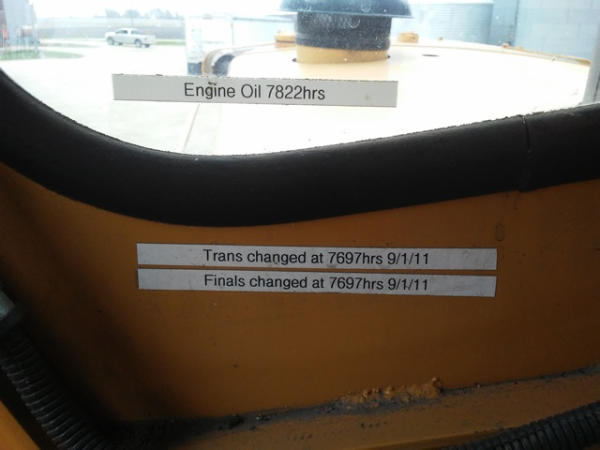 Engine Oil 7822hrs
Trans changed at 7697hrs 9/1/11
Finals changed at 7697hrs 9/1/11